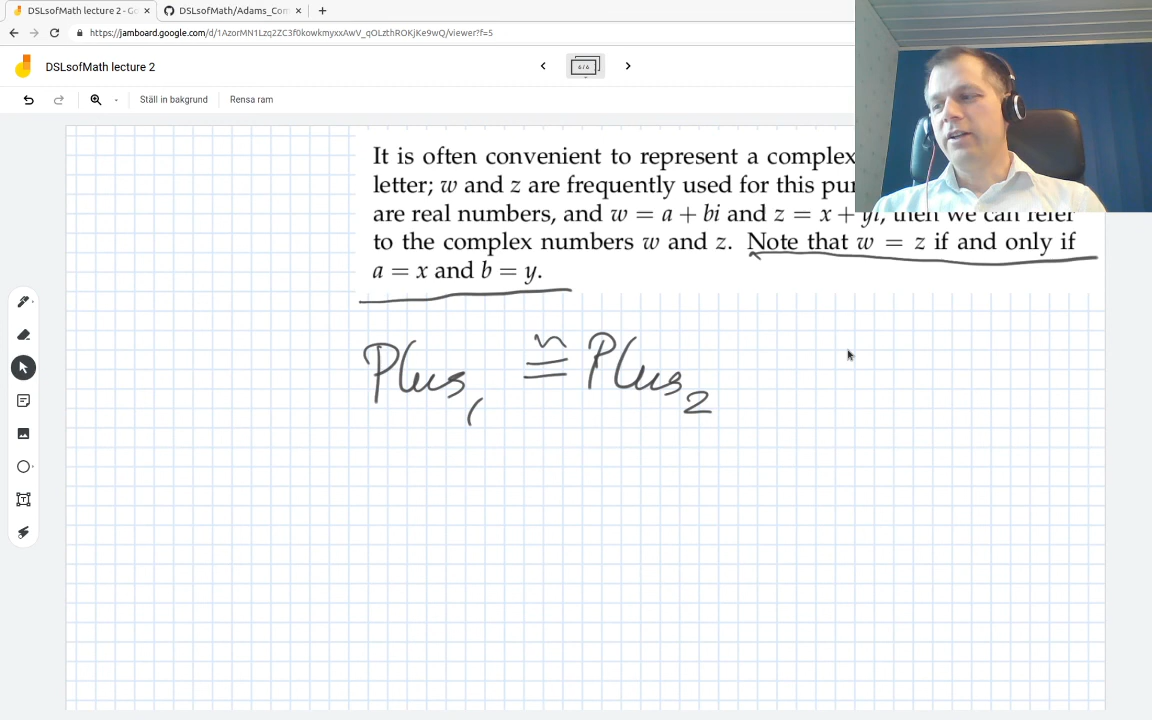 DSLsofMath lecture 2 - Go
DSLsofMath/Adams_Con
https://jamboard.google.com/d/1AzorMN1Lzq2ZC3f0kowkmyxxAwV_qOLzthROKjKe9wQ/viewer?f=5
DSLsofMath lecture 2
6/6
Ställ in bakgrund
Rensa ram
It is often convenient to represent a complex
letter; w and z are frequently used for this pur
are real numbers, and w = a + bi and z = x + yi, then we can refer
to the complex numbers w and z. Note that w = z if and only if
a = x and b = y.
Plus₁ ≅ Plus₂